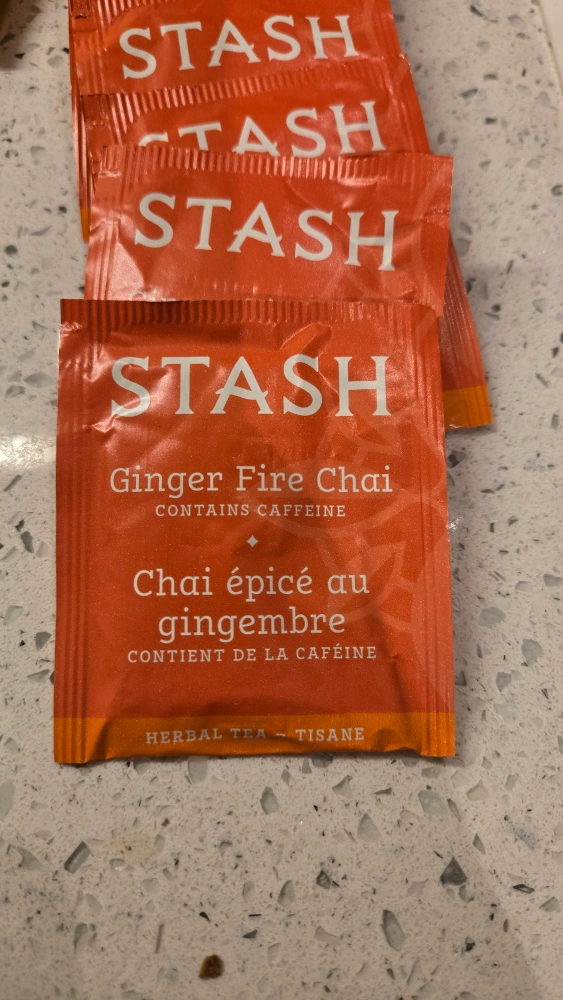 STASH
STASH
STASH
STASH
Ginger Fire Chai
CONTAINS CAFFEINE
Chai épicé au
gingembre
CONTIENT DE LA CAFÉINE
HERBAL TEA – TISANE